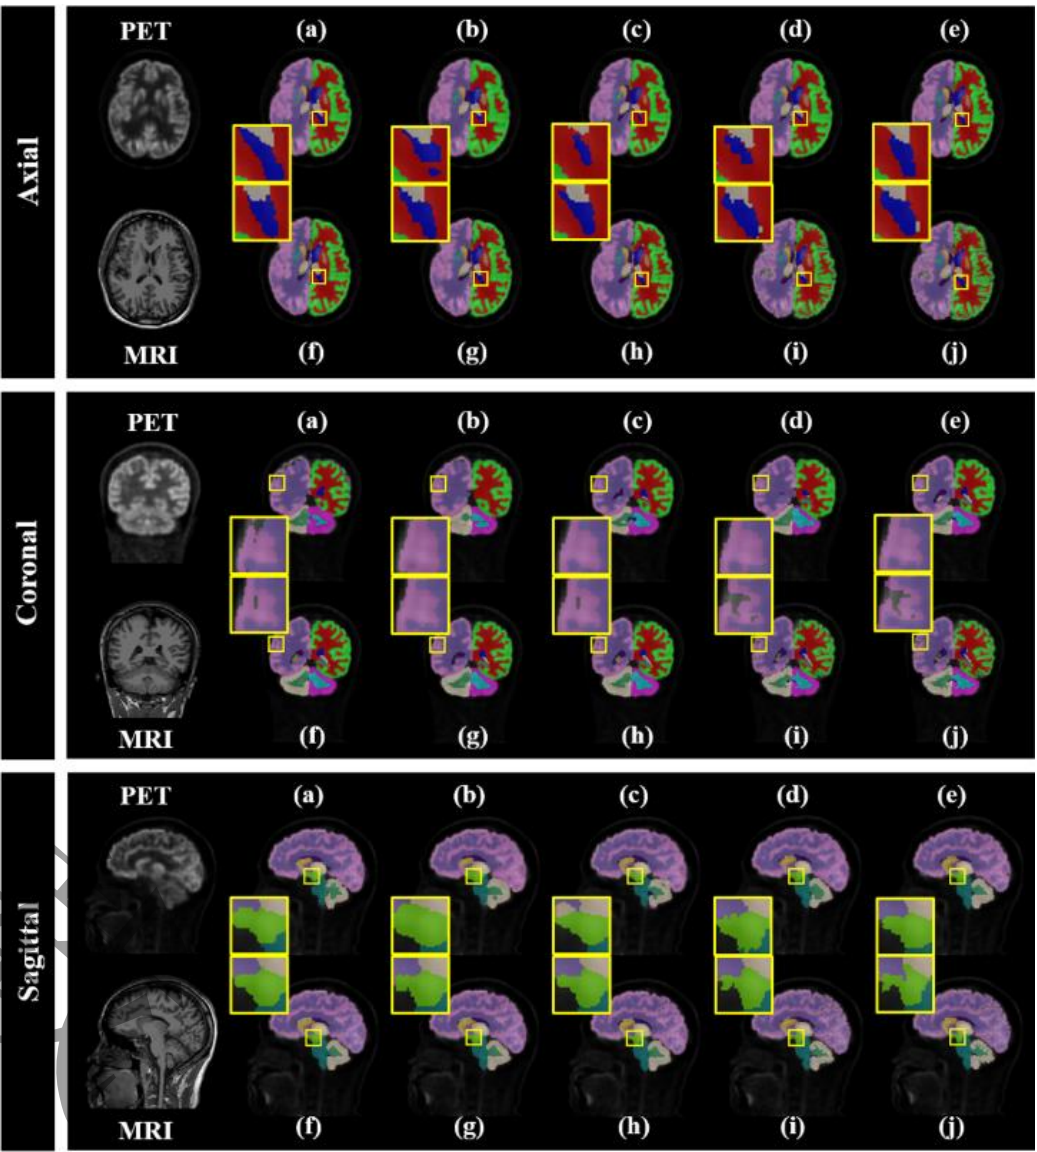 Axial
PET (a) (b) (c) (d) (e)
MRI (f) (g) (h) (i) (j)
Coronal
PET (a) (b) (c) (d) (e)
MRI (f) (g) (h) (i) (j)
Sagittal
PET (a) (b) (c) (d) (e)
MRI (f) (g) (h) (i) (j)